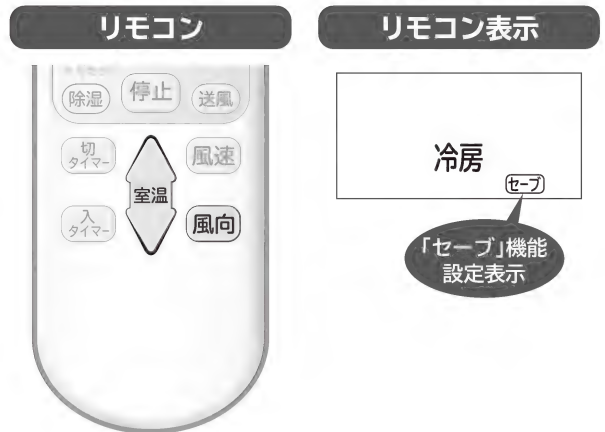 リモコン
除湿
停止
送風
切
タイマー
風速
室温
入
タイマー
風向
リモコン表示
冷房
セーブ
「セーブ」機能
設定表示